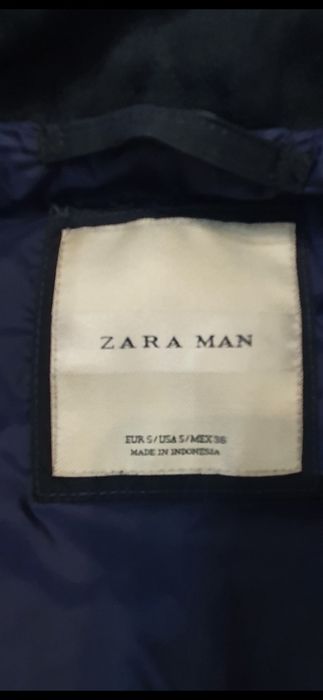 ZARA MAN
EUR S/USA S/MEX 36
MADE IN INDONESIA